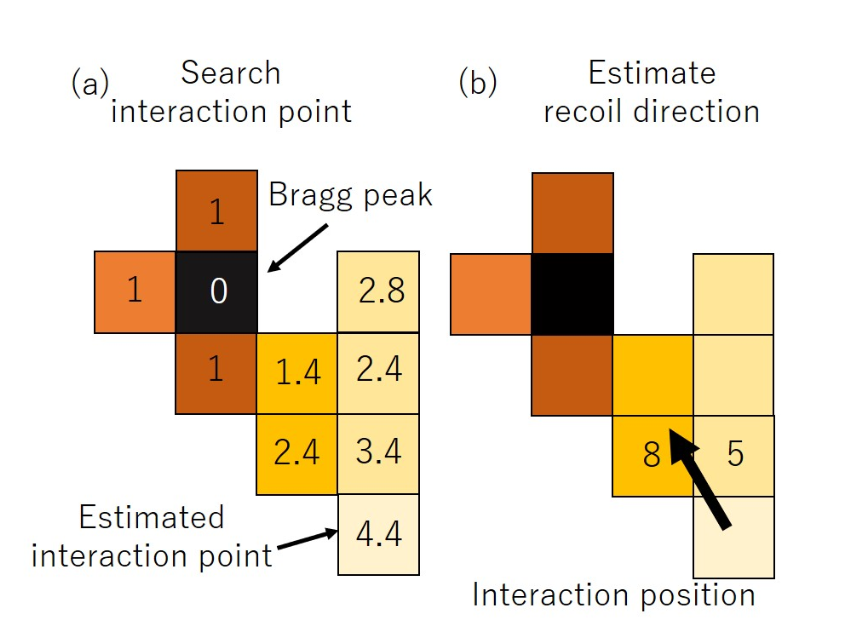 (a) Search
interaction point
Bragg peak
1
1 0 2.8
1 1.4 2.4
2.4 3.4
4.4
Estimated
interaction point
(b) Estimate
recoil direction
8 5
Interaction position